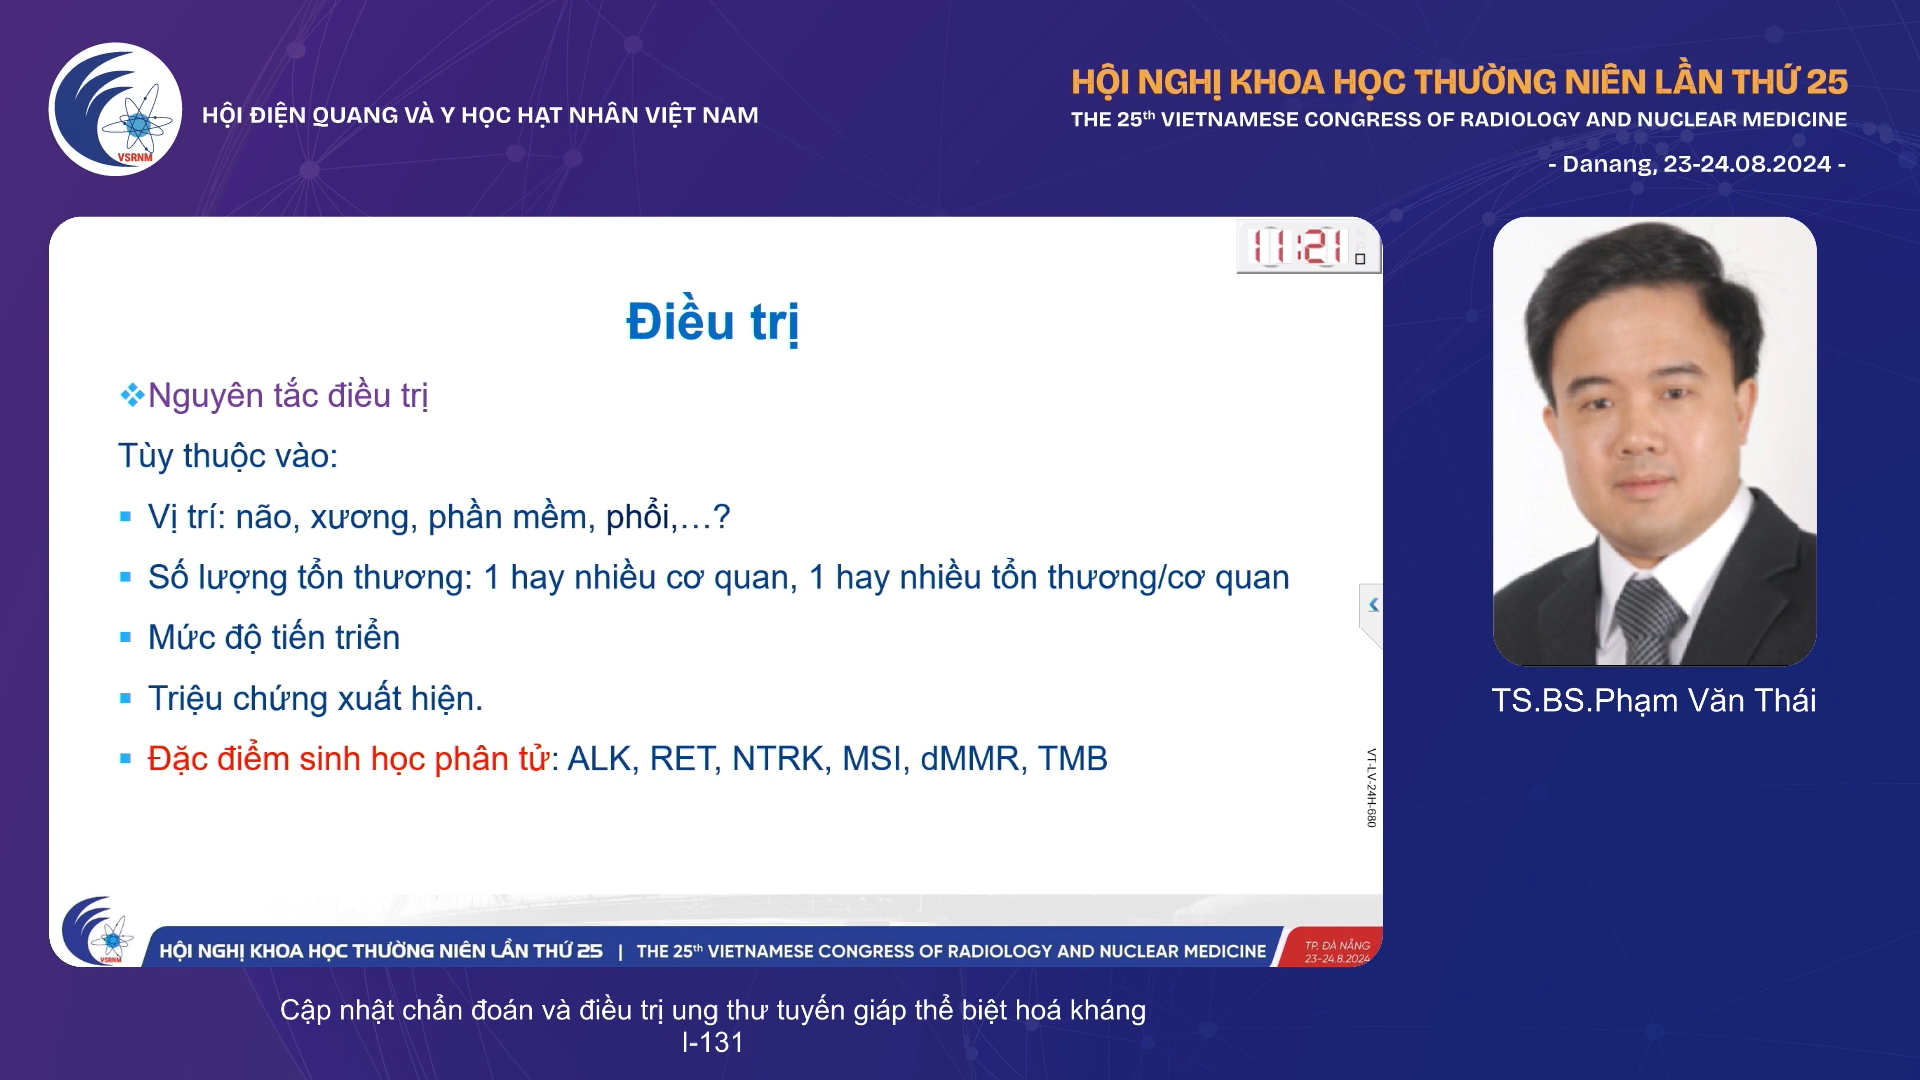 VSRNM
HỘI ĐIỆN QUANG VÀ Y HỌC HẠT NHÂN VIỆT NAM
HỘI NGHỊ KHOA HỌC THƯỜNG NIÊN LẦN THỨ 25
THE 25th VIETNAMESE CONGRESS OF RADIOLOGY AND NUCLEAR MEDICINE
- Danang, 23-24.08.2024 -
11:21
Điều trị
❖Nguyên tắc điều trị
Tùy thuộc vào:
▪ Vị trí: não, xương, phần mềm, phổi,…?
▪ Số lượng tổn thương: 1 hay nhiều cơ quan, 1 hay nhiều tổn thương/cơ quan
▪ Mức độ tiến triển
▪ Triệu chứng xuất hiện.
▪ Đặc điểm sinh học phân tử: ALK, RET, NTRK, MSI, dMMR, TMB
VT-LV-24H-680
VSRNM
HỘI NGHỊ KHOA HỌC THƯỜNG NIÊN LẦN THỨ 25 | THE 25th VIETNAMESE CONGRESS OF RADIOLOGY AND NUCLEAR MEDICINE
TP. ĐÀ NẴNG
23-24.8.2024
TS.BS.Phạm Văn Thái
Cập nhật chẩn đoán và điều trị ung thư tuyến giáp thể biệt hoá kháng
I-131